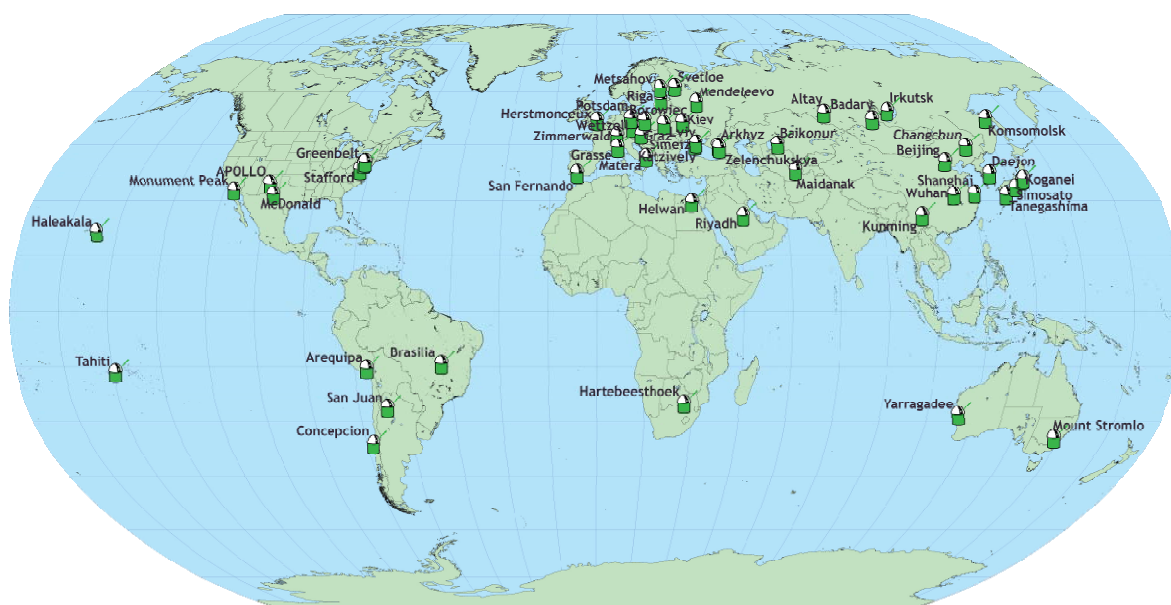 Metsahovi
Svetloe
Mendeleevo
Riga
Potsdam
Borowiec
Herstmonceux
Kiev
Wettzell
Zimmerwald
Graz
Lviv
Simeiz
Katzively
Grasse
Matera
San Fernando
Arkhyz
Zelenchukskya
Baikonur
Maidanak
Altay
Badary
Irkutsk
Komsomolsk
Changchun
Beijing
Daejon
Koganei
Shanghai
Wuhan
Simosato
Tanegashima
Kunming
Helwan
Riyadh
Greenbelt
Stafford
APOLLO
Monument Peak
McDonald
Haleakala
Tahiti
Arequipa
Brasilia
San Juan
Concepcion
Hartebeesthoek
Yarragadee
Mount Stromlo